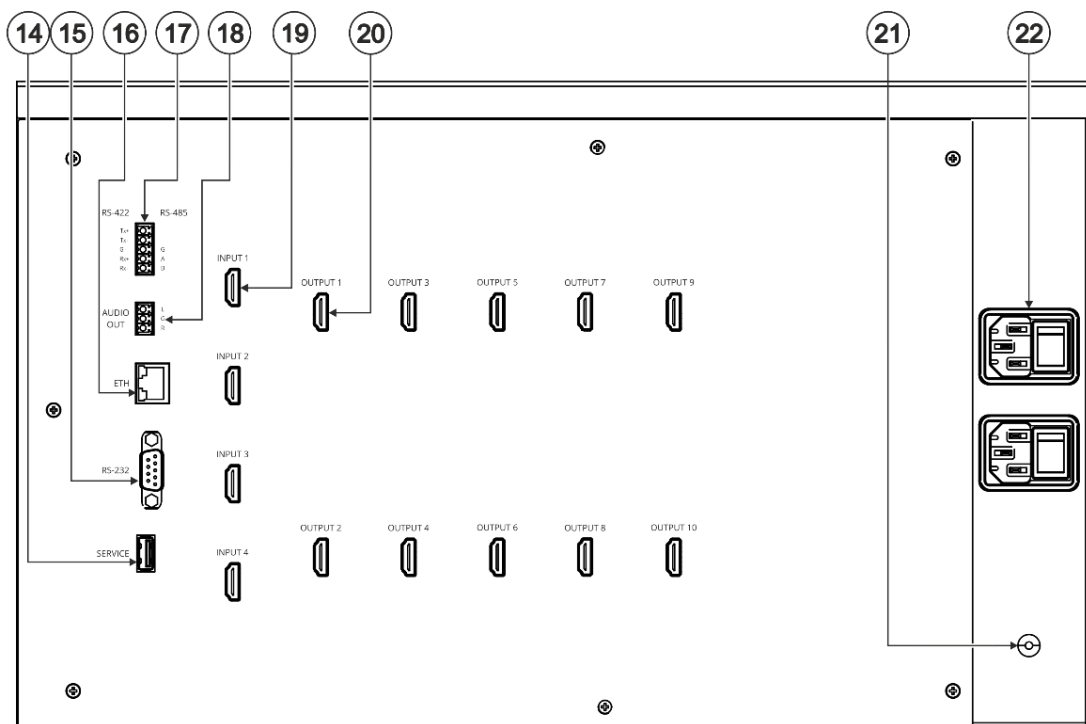 14 15 16 17 18 19 20 21 22
RS-422 RS-485
Tx+
Tx-
G G
Rx+ A
Rx- B
INPUT 1
OUTPUT 1 OUTPUT 3 OUTPUT 5 OUTPUT 7 OUTPUT 9
AUDIO OUT
L
G
R
INPUT 2
ETH
INPUT 3
RS-232
OUTPUT 2 OUTPUT 4 OUTPUT 6 OUTPUT 8 OUTPUT 10
SERVICE
INPUT 4